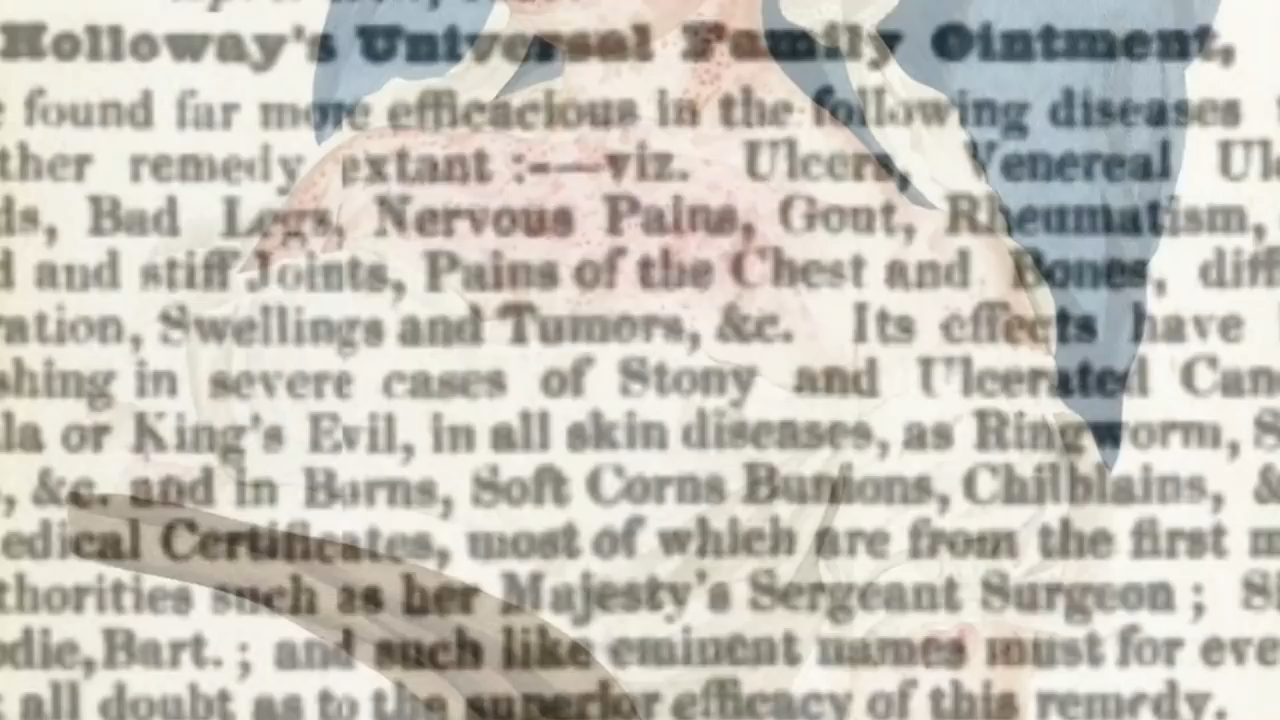 Holloway's Universal Family Ointment,
found far more efficacious in the following diseases
ther remedy extant :-—viz. Ulcers, Venereal Ul
ds, Bad Legs, Nervous Pains, Gout, Rheumatism,
d and stiff Joints, Pains of the Chest and Bones, diff
ration, Swellings and Tumors, &c. Its effects have
shing in severe cases of Stony and Ulcerated Can
la or King's Evil, in all skin diseases, as Ringworm, S
, &c. and in Burns, Soft Corns Bunions, Chilblains, &
edical Certificates, most of which are from the first m
thorities such as her Majesty's Sergeant Surgeon ; Si
odie, Bart. ; and such like eminent names must for eve
t all doubt as to the superior efficacy of this remedy.